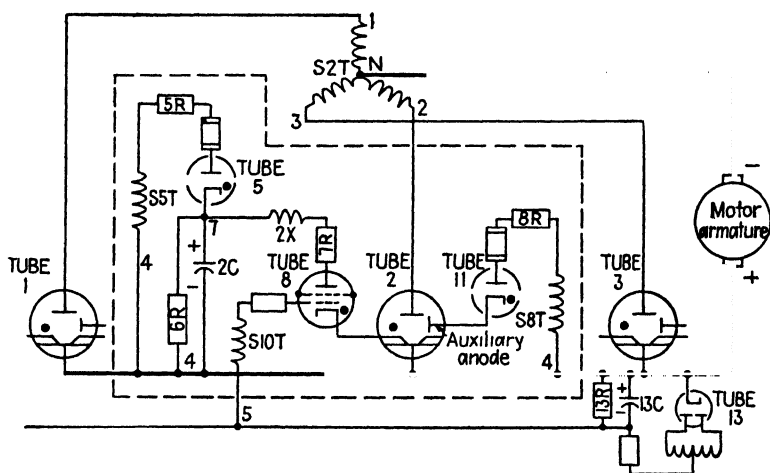 1
S2T
N
3
2
5R
TUBE
5
S5T
7
2X
7R
8R
4
+
2C
-
TUBE
1
TUBE
8
TUBE
2
TUBE
11
TUBE
3
6R
S10T
S8T
Auxiliary
anode
4
4
5
-
Motor
armature
+
13R
+
-
13C
TUBE
13